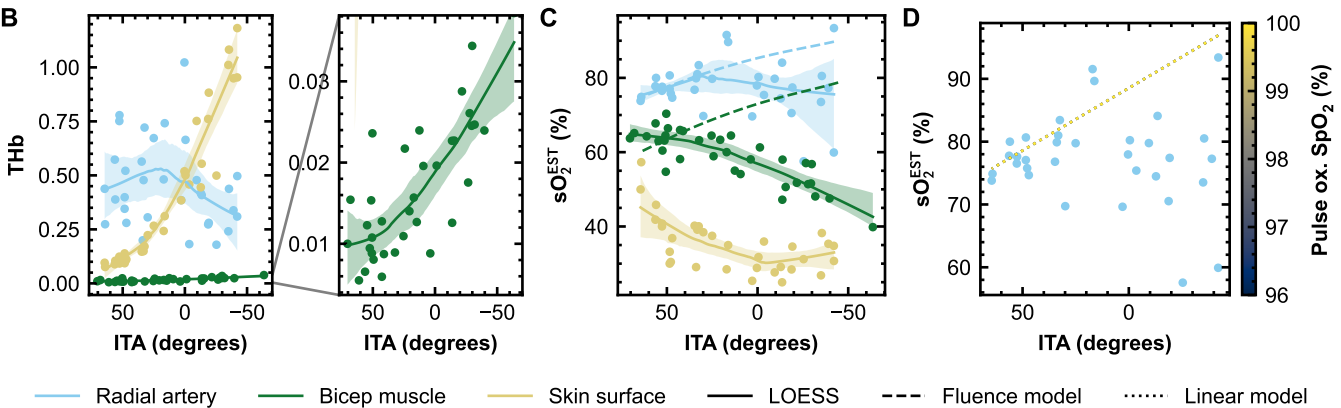 B
THb
1.00
0.75
0.50
0.25
0.00
50
0
−50
ITA (degrees)
0.03
0.02
0.01
50
0
−50
ITA (degrees)
C
sO₂ᴱˢᵀ (%)
80
60
40
50
0
−50
ITA (degrees)
D
sO₂ᴱˢᵀ (%)
90
80
70
60
50
0
ITA (degrees)
100
99
98
97
96
Pulse ox. SpO₂ (%)
Radial artery Bicep muscle Skin surface LOESS Fluence model Linear model